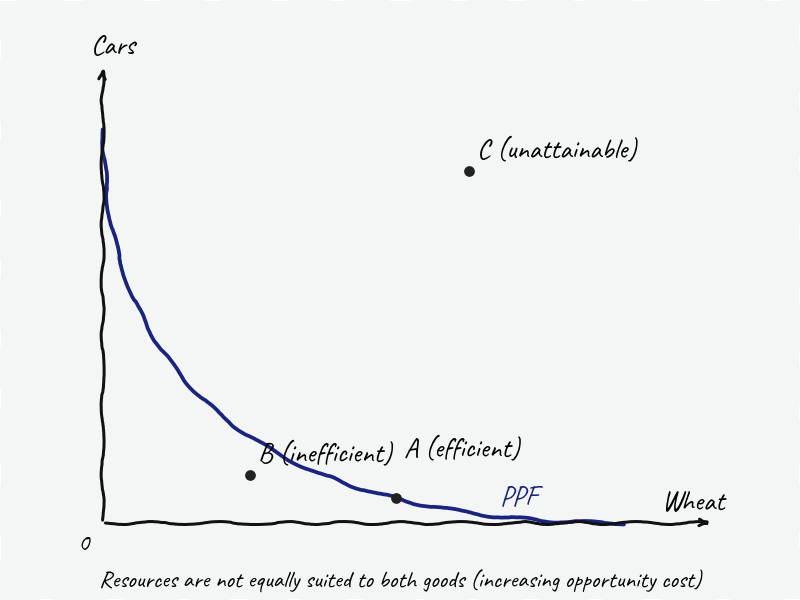 Cars
C (unattainable)
B (inefficient)
A (efficient)
PPF
Wheat
0
Resources are not equally suited to both goods (increasing opportunity cost)